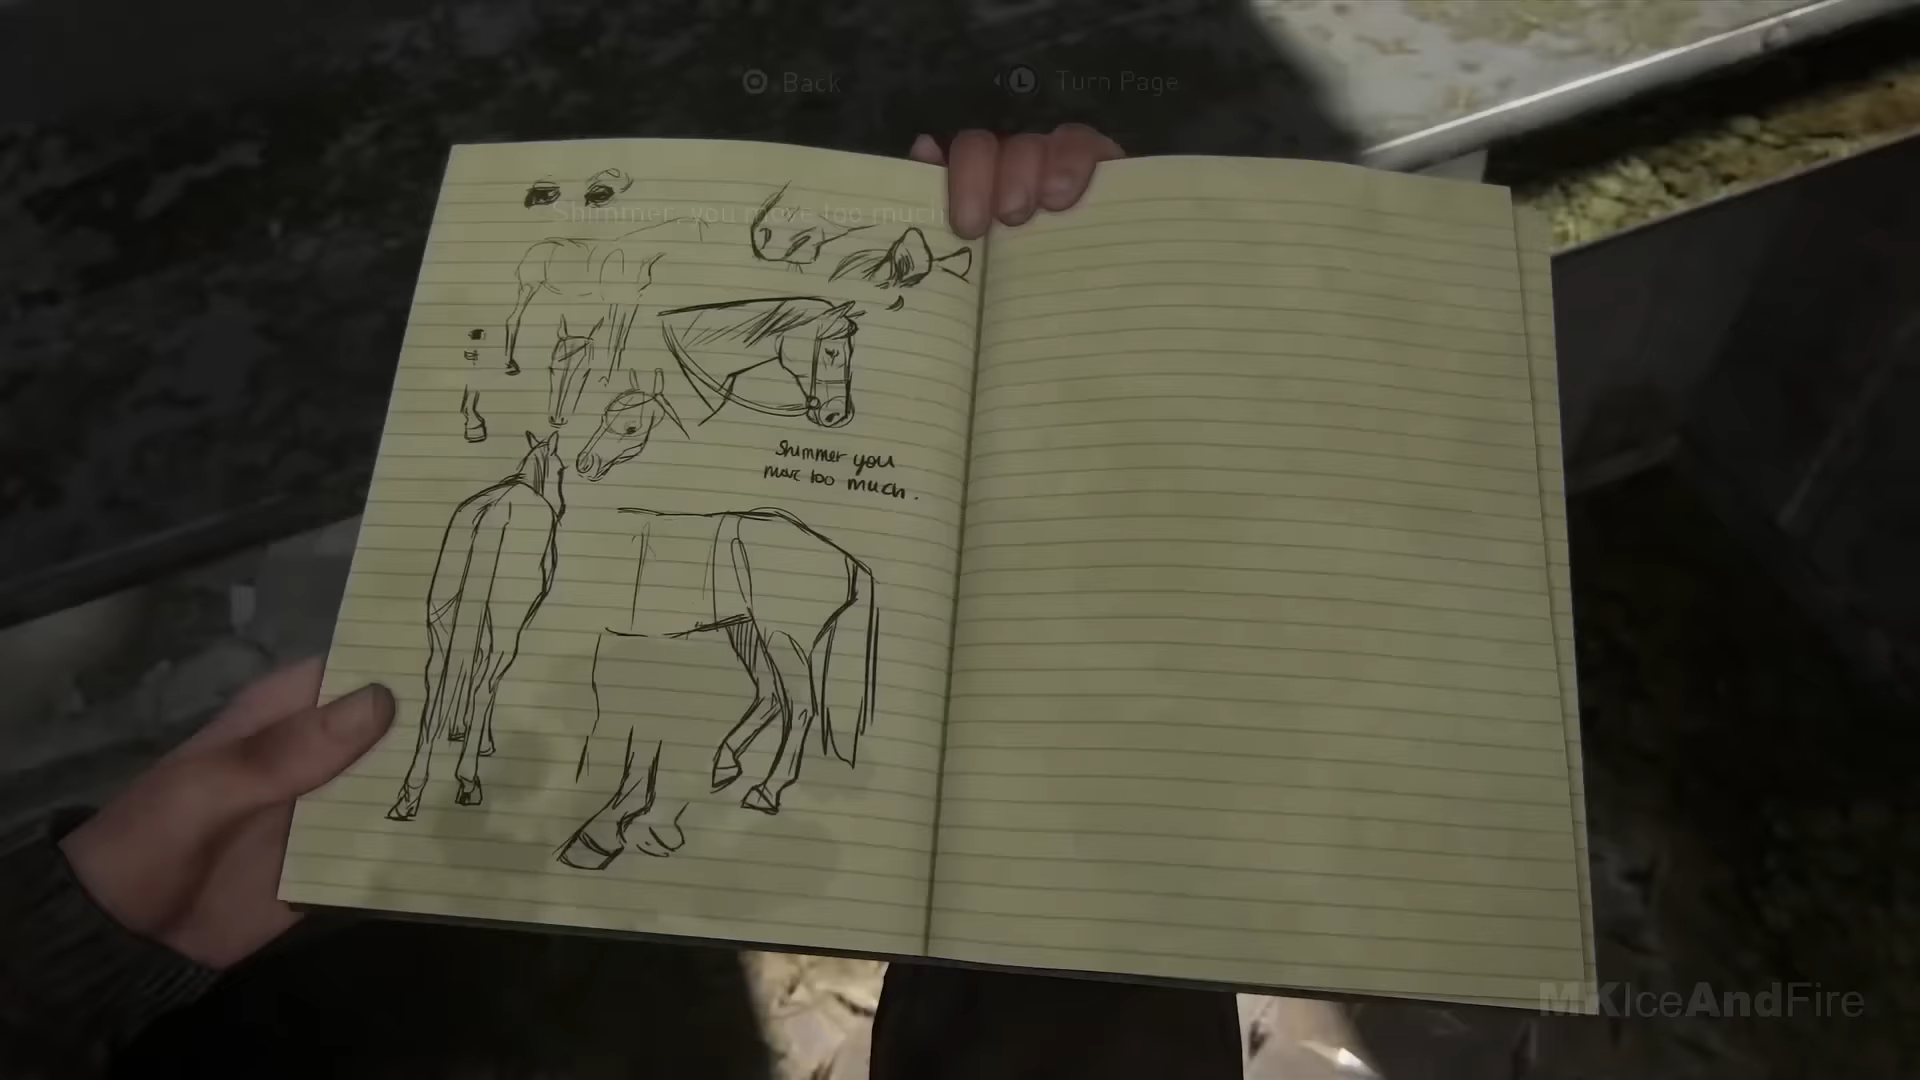 Back
Turn Page
Shimmer, you move too much
Shimmer you
move too much.
MKIceAndFire